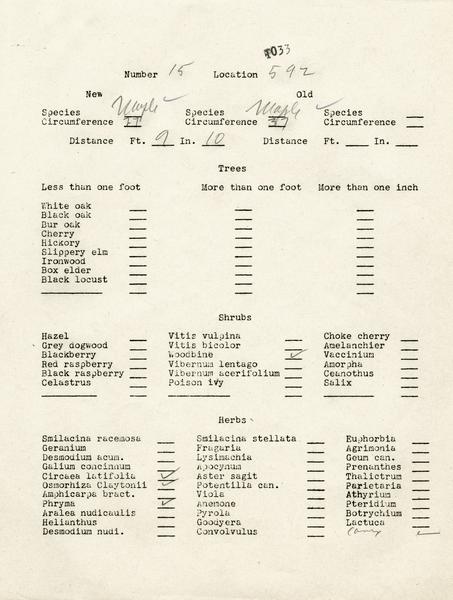 1033
Number 15 Location 592
New Old
Species Maple ✓ Species Maple ✓ Species
Circumference Circumference 37 Circumference
Distance Ft. 9 In. 10 Distance Ft. In.
Trees
Less than one foot More than one foot More than one inch
White oak
Black oak
Bur oak
Cherry
Hickory
Slippery elm
Ironwood
Box elder
Black locust
Shrubs
Hazel Vitis vulpina Choke cherry
Grey dogwood Vitis bicolor Amelanchier
Blackberry Woodbine ✓ Vaccinium
Red raspberry Vibernum lentago Amorpha
Black raspberry Vibernum acerifolium Ceanothus
Celastrus Poison ivy Salix
Herbs
Smilacina racemosa Smilacina stellata Euphorbia
Geranium Fragaria Agrimonia
Desmodium acum. Lysimachia Geum can.
Galium concinnum Apocynum Prenanthes
Circaea latifolia ✓ Aster sagit Thalictrum
Osmorhiza Claytonii ✓ Potentilla can. Parietaria
Amphicarpa bract. Viola Athyrium
Phryma ✓ Anemone Pteridium
Aralea nudicaulis Pyrola Botrychium
Helianthus Goodyera Lactuca
Desmodium nudi. Convolvulus Carex ✓